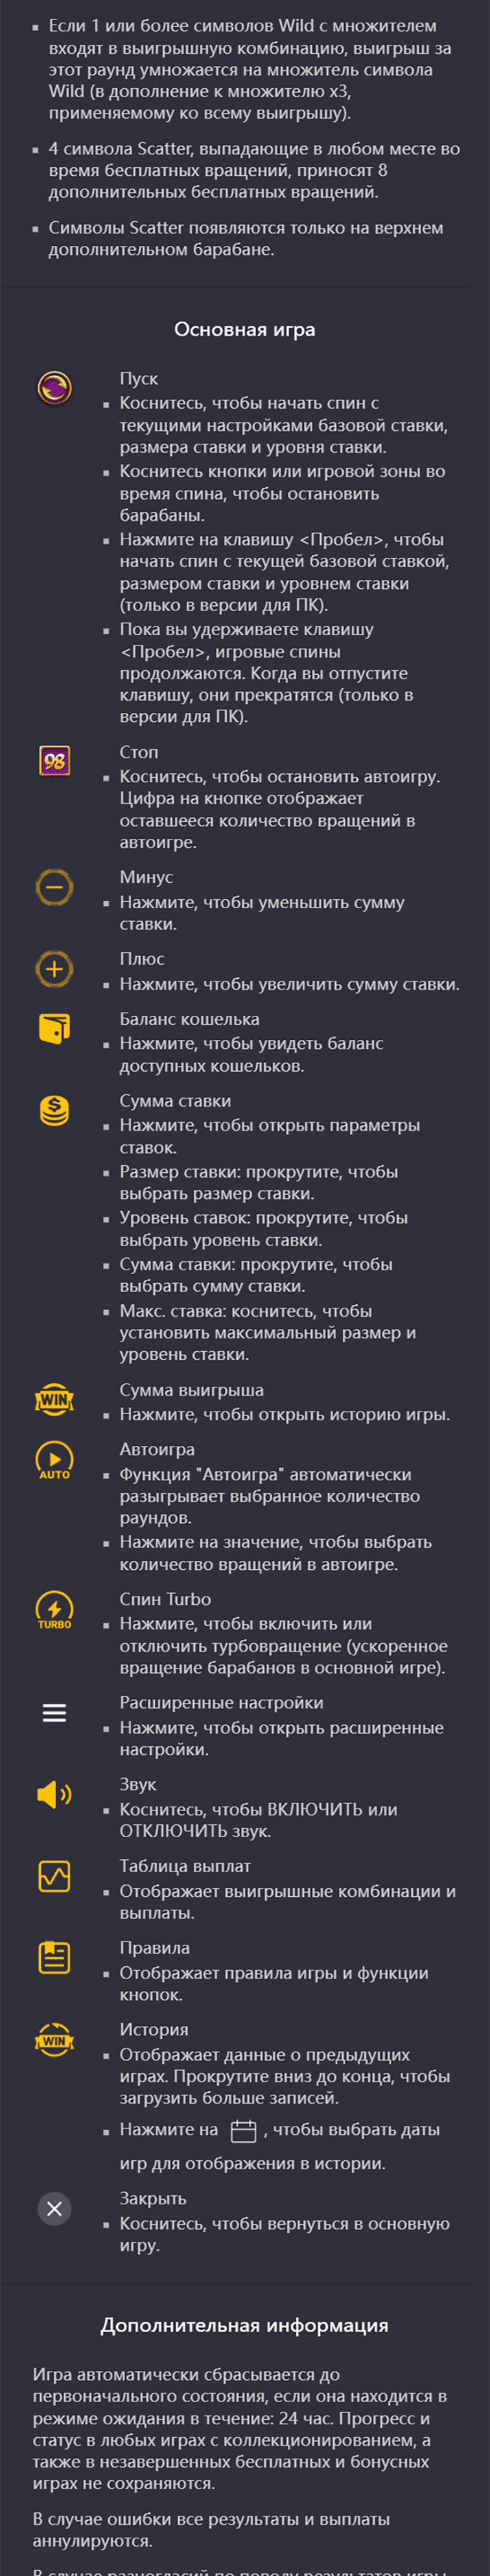 ▪ Если 1 или более символов Wild с множителем
входят в выигрышную комбинацию, выигрыш за
этот раунд умножается на множитель символа
Wild (в дополнение к множителю x3,
применяемому ко всему выигрышу).
▪ 4 символа Scatter, выпадающие в любом месте во
время бесплатных вращений, приносят 8
дополнительных бесплатных вращений.
▪ Символы Scatter появляются только на верхнем
дополнительном барабане.
Основная игра
Пуск
▪ Коснитесь, чтобы начать спин с
текущими настройками базовой ставки,
размера ставки и уровня ставки.
▪ Коснитесь кнопки или игровой зоны во
время спина, чтобы остановить
барабаны.
▪ Нажмите на клавишу <Пробел>, чтобы
начать спин с текущей базовой ставкой,
размером ставки и уровнем ставки
(только в версии для ПК).
▪ Пока вы удерживаете клавишу
<Пробел>, игровые спины
продолжаются. Когда вы отпустите
клавишу, они прекратятся (только в
версии для ПК).
98 Стоп
▪ Коснитесь, чтобы остановить автоигру.
Цифра на кнопке отображает
оставшееся количество вращений в
автоигре.
Минус
▪ Нажмите, чтобы уменьшить сумму
ставки.
Плюс
▪ Нажмите, чтобы увеличить сумму ставки.
Баланс кошелька
▪ Нажмите, чтобы увидеть баланс
доступных кошельков.
Сумма ставки
▪ Нажмите, чтобы открыть параметры
ставок.
▪ Размер ставки: прокрутите, чтобы
выбрать размер ставки.
▪ Уровень ставок: прокрутите, чтобы
выбрать уровень ставки.
▪ Сумма ставки: прокрутите, чтобы
выбрать сумму ставки.
▪ Макс. ставка: коснитесь, чтобы
установить максимальный размер и
уровень ставки.
WIN Сумма выигрыша
▪ Нажмите, чтобы открыть историю игры.
AUTO Автоигра
▪ Функция "Автоигра" автоматически
разыгрывает выбранное количество
раундов.
▪ Нажмите на значение, чтобы выбрать
количество вращений в автоигре.
TURBO Спин Turbo
▪ Нажмите, чтобы включить или
отключить турбовращение (ускоренное
вращение барабанов в основной игре).
Расширенные настройки
▪ Нажмите, чтобы открыть расширенные
настройки.
Звук
▪ Коснитесь, чтобы ВКЛЮЧИТЬ или
ОТКЛЮЧИТЬ звук.
Таблица выплат
▪ Отображает выигрышные комбинации и
выплаты.
Правила
▪ Отображает правила игры и функции
кнопок.
WIN История
▪ Отображает данные о предыдущих
играх. Прокрутите вниз до конца, чтобы
загрузить больше записей.
▪ Нажмите на , чтобы выбрать даты
игр для отображения в истории.
Закрыть
▪ Коснитесь, чтобы вернуться в основную
игру.
Дополнительная информация
Игра автоматически сбрасывается до
первоначального состояния, если она находится в
режиме ожидания в течение: 24 час. Прогресс и
статус в любых играх с коллекционированием, а
также в незавершенных бесплатных и бонусных
играх не сохраняются.
В случае ошибки все результаты и выплаты
аннулируются.